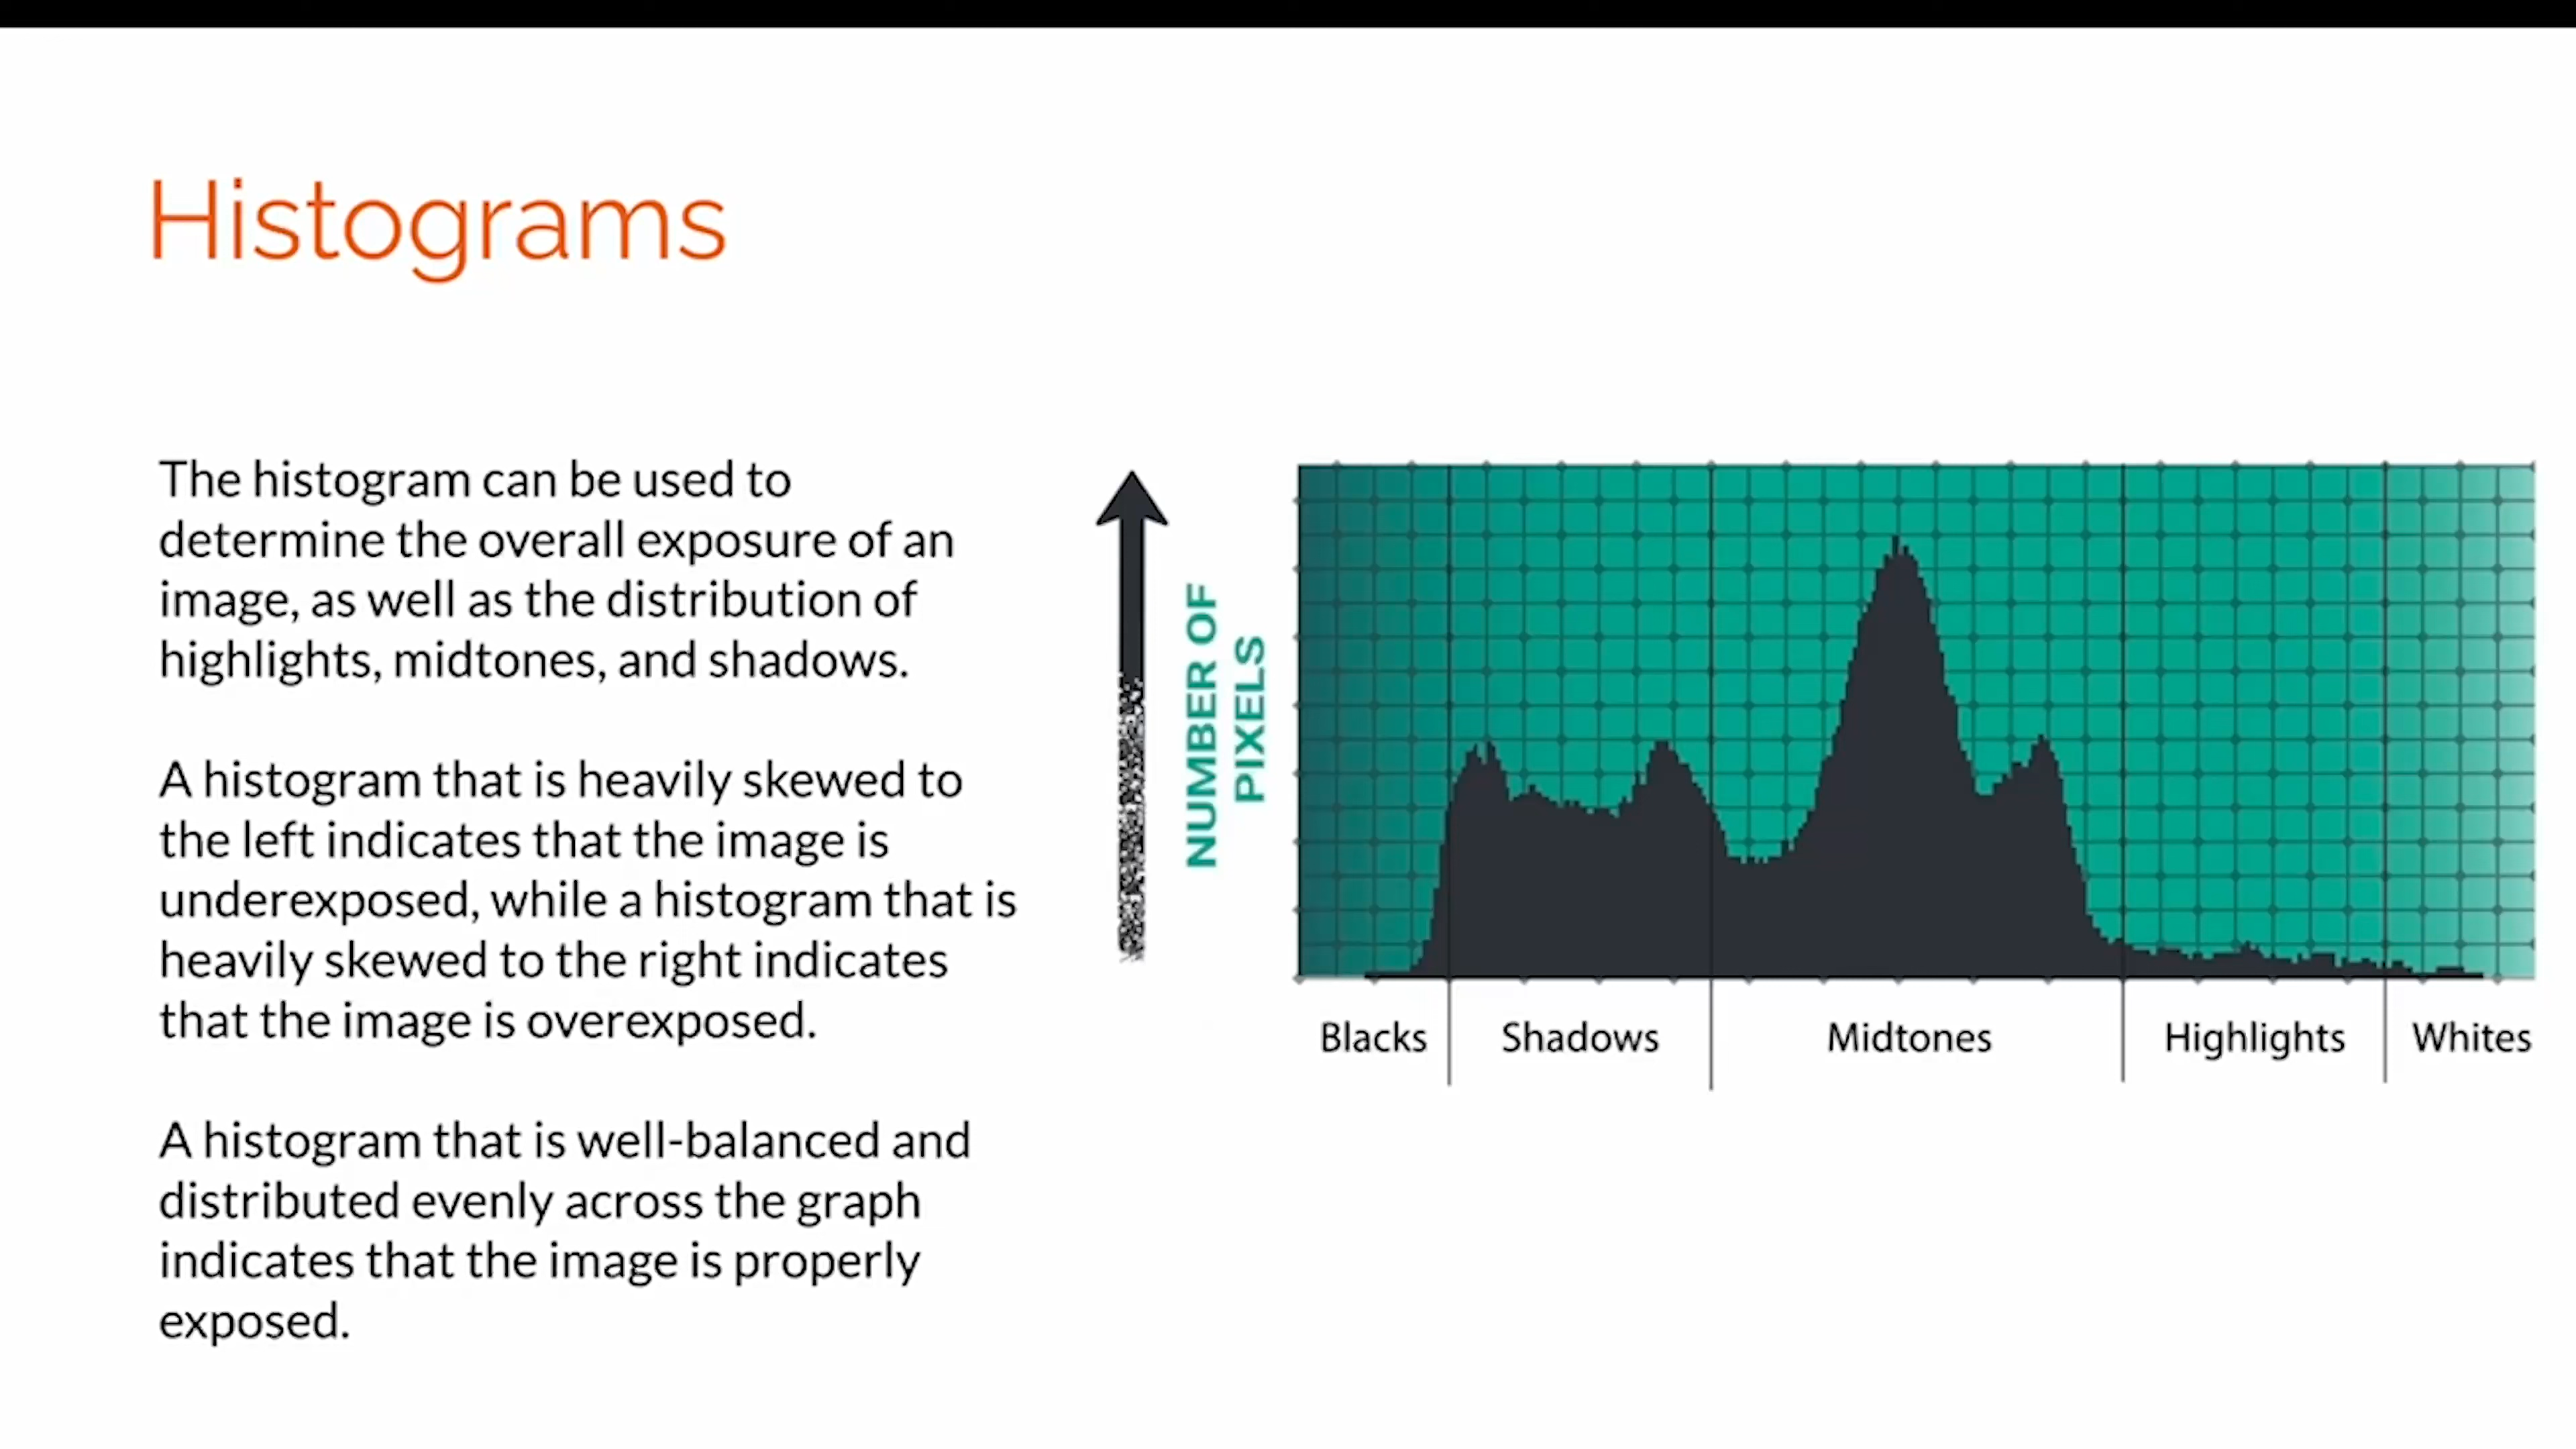 Histograms
The histogram can be used to
determine the overall exposure of an
image, as well as the distribution of
highlights, midtones, and shadows.
A histogram that is heavily skewed to
the left indicates that the image is
underexposed, while a histogram that is
heavily skewed to the right indicates
that the image is overexposed.
A histogram that is well-balanced and
distributed evenly across the graph
indicates that the image is properly
exposed.
NUMBER OF
PIXELS
Blacks
Shadows
Midtones
Highlights
Whites